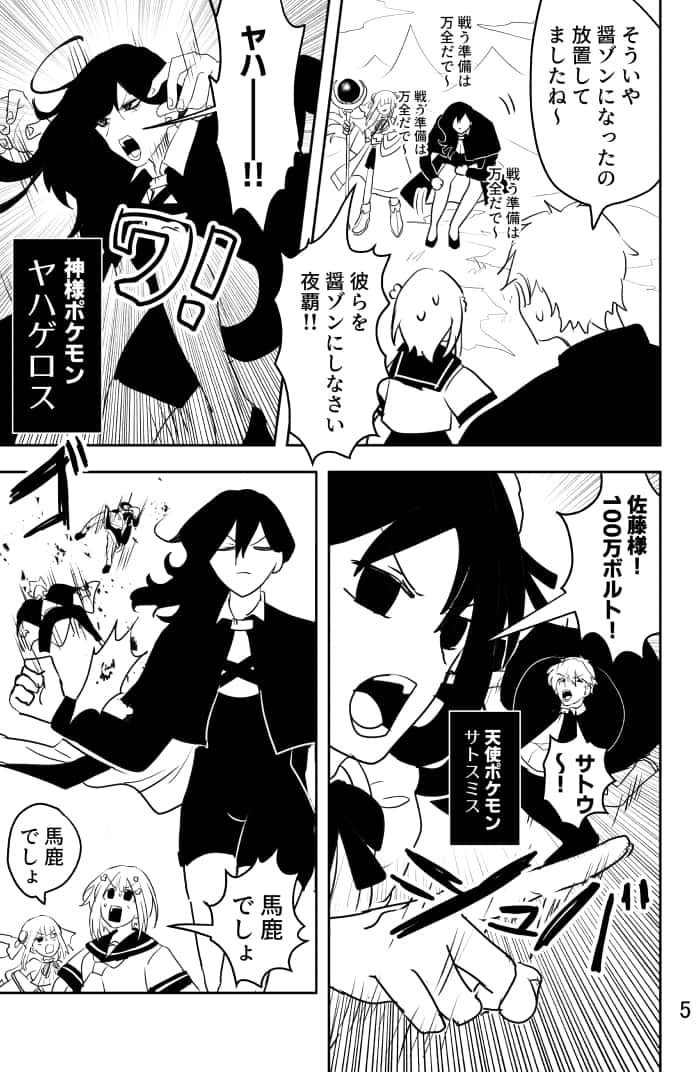 そういや
醤ゾンになったの
放置して
ましたね〜
戦う準備は
万全だで〜
戦う準備は
万全だで〜
戦う準備は
万全だで〜
彼らを
醤ゾンにしなさい
夜覇!!
ヤハ――!!
ワ!
神様ポケモン
ヤハゲロス
佐藤様!
100万ボルト!
サトウ
〜!
天使ポケモン
サトスミス
ビュッ
ゴッ
馬鹿
でしょ
馬鹿
でしょ
5